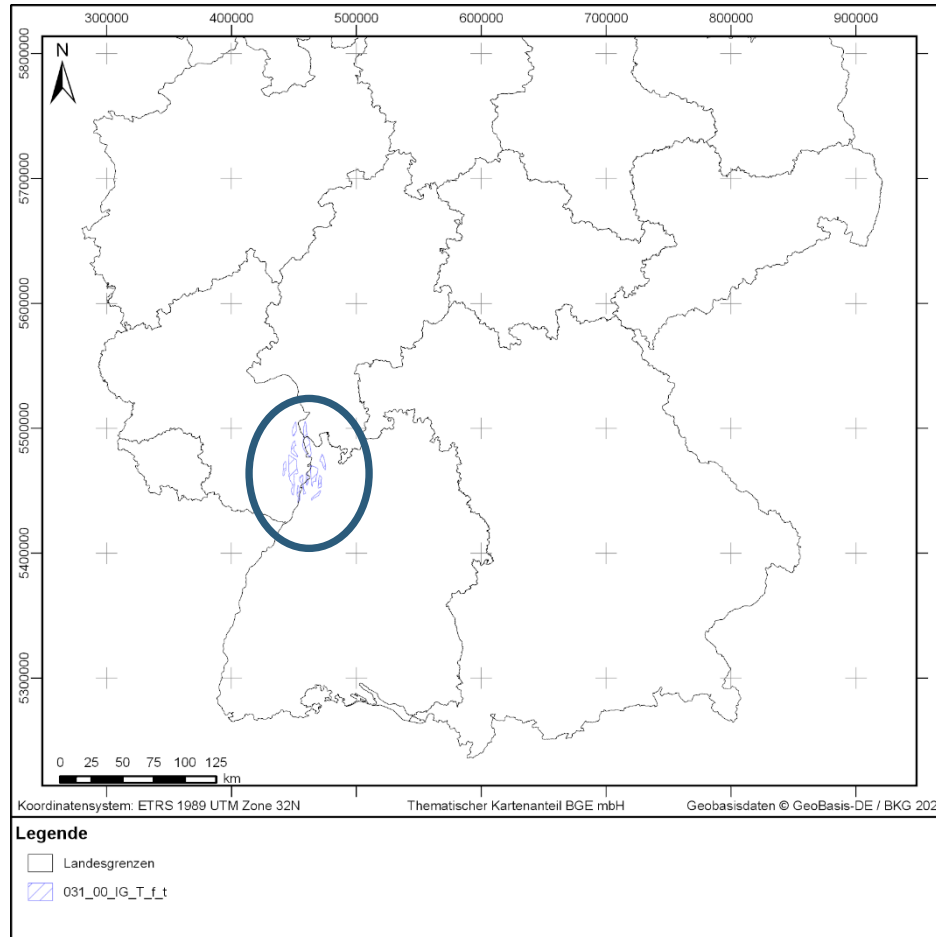 300000 400000 500000 600000 700000 800000 900000
N
5800000
5700000
5600000
5500000
5400000
5300000
0 25 50 75 100 125
km
Koordinatensystem: ETRS 1989 UTM Zone 32N Thematischer Kartenanteil BGE mbH Geobasisdaten © GeoBasis-DE / BKG 202
Legende
Landesgrenzen
031_00_IG_T_f_t